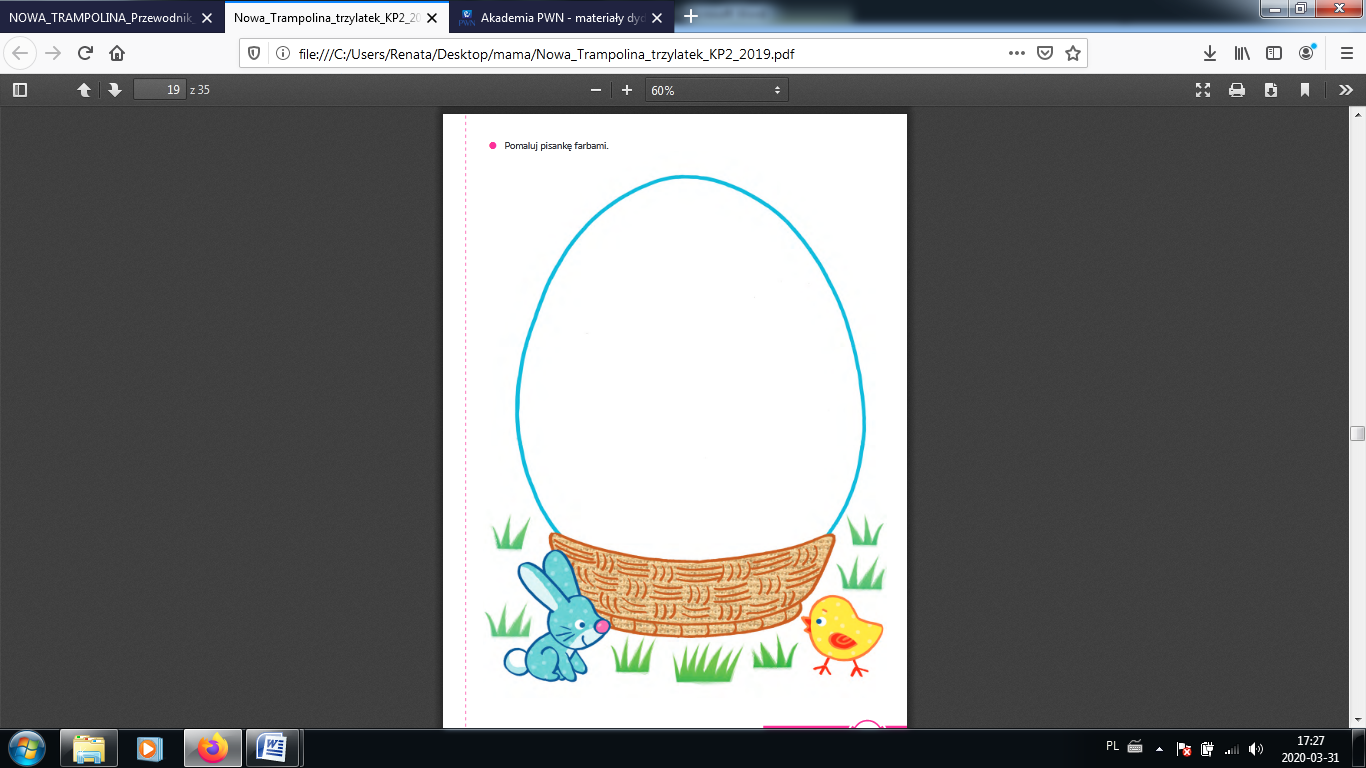 NOWA_TRAMPOLINA_Przewodnik
Nowa_Trampolina_trzylatek_KP2_20
Akademia PWN - materiały dyd
file:///C:/Users/Renata/Desktop/mama/Nowa_Trampolina_trzylatek_KP2_2019.pdf
19 z 35
60%
Pomaluj pisankę farbami.
PL
17:27
2020-03-31